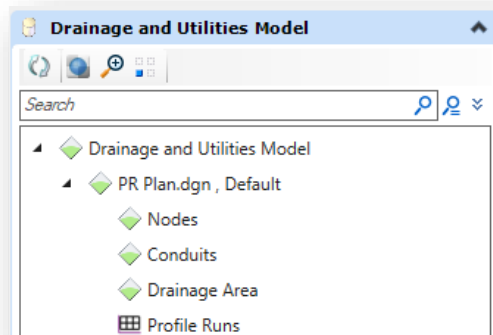 Drainage and Utilities Model
Search
Drainage and Utilities Model
PR Plan.dgn , Default
Nodes
Conduits
Drainage Area
Profile Runs